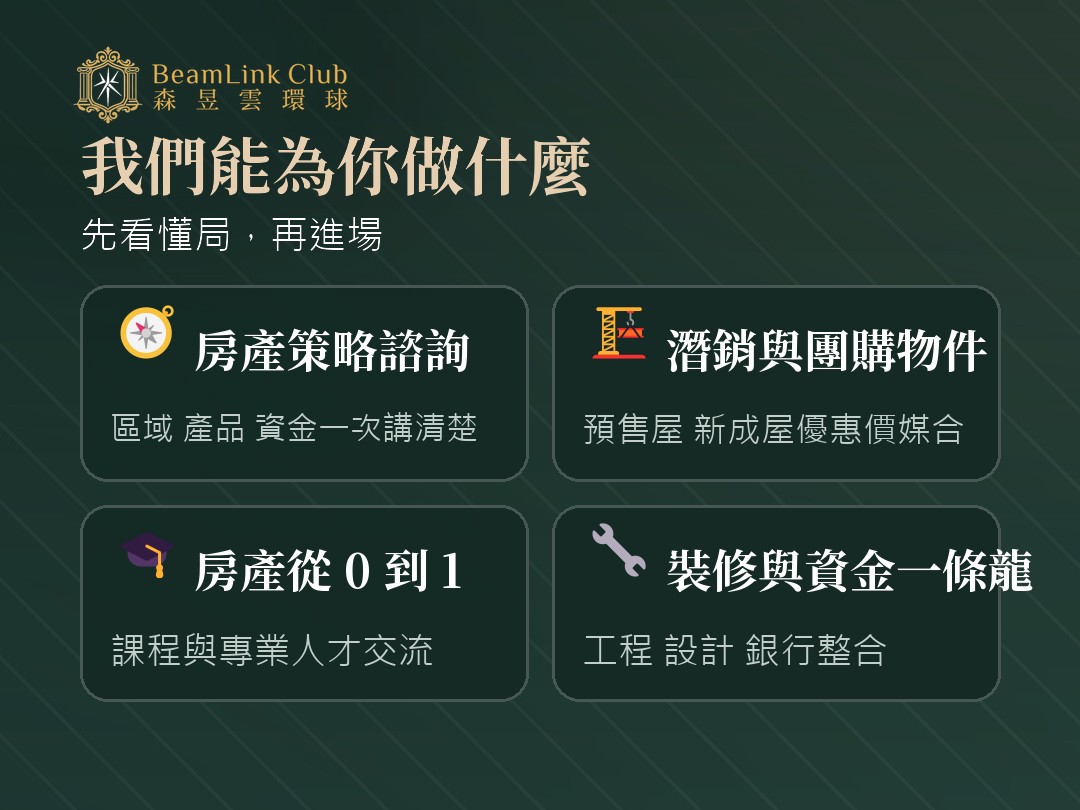 BeamLink Club
森昱雲環球
我們能為你做什麼
先看懂局，再進場
房產策略諮詢
區域 產品 資金一次講清楚
潛銷與團購物件
預售屋 新成屋優惠價媒合
房產從 0 到 1
課程與專業人才交流
裝修與資金一條龍
工程 設計 銀行整合